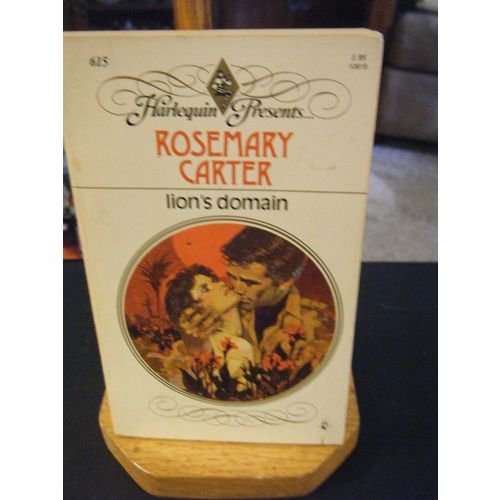 615
Harlequin Presents...
ROSEMARY
CARTER
lion's domain